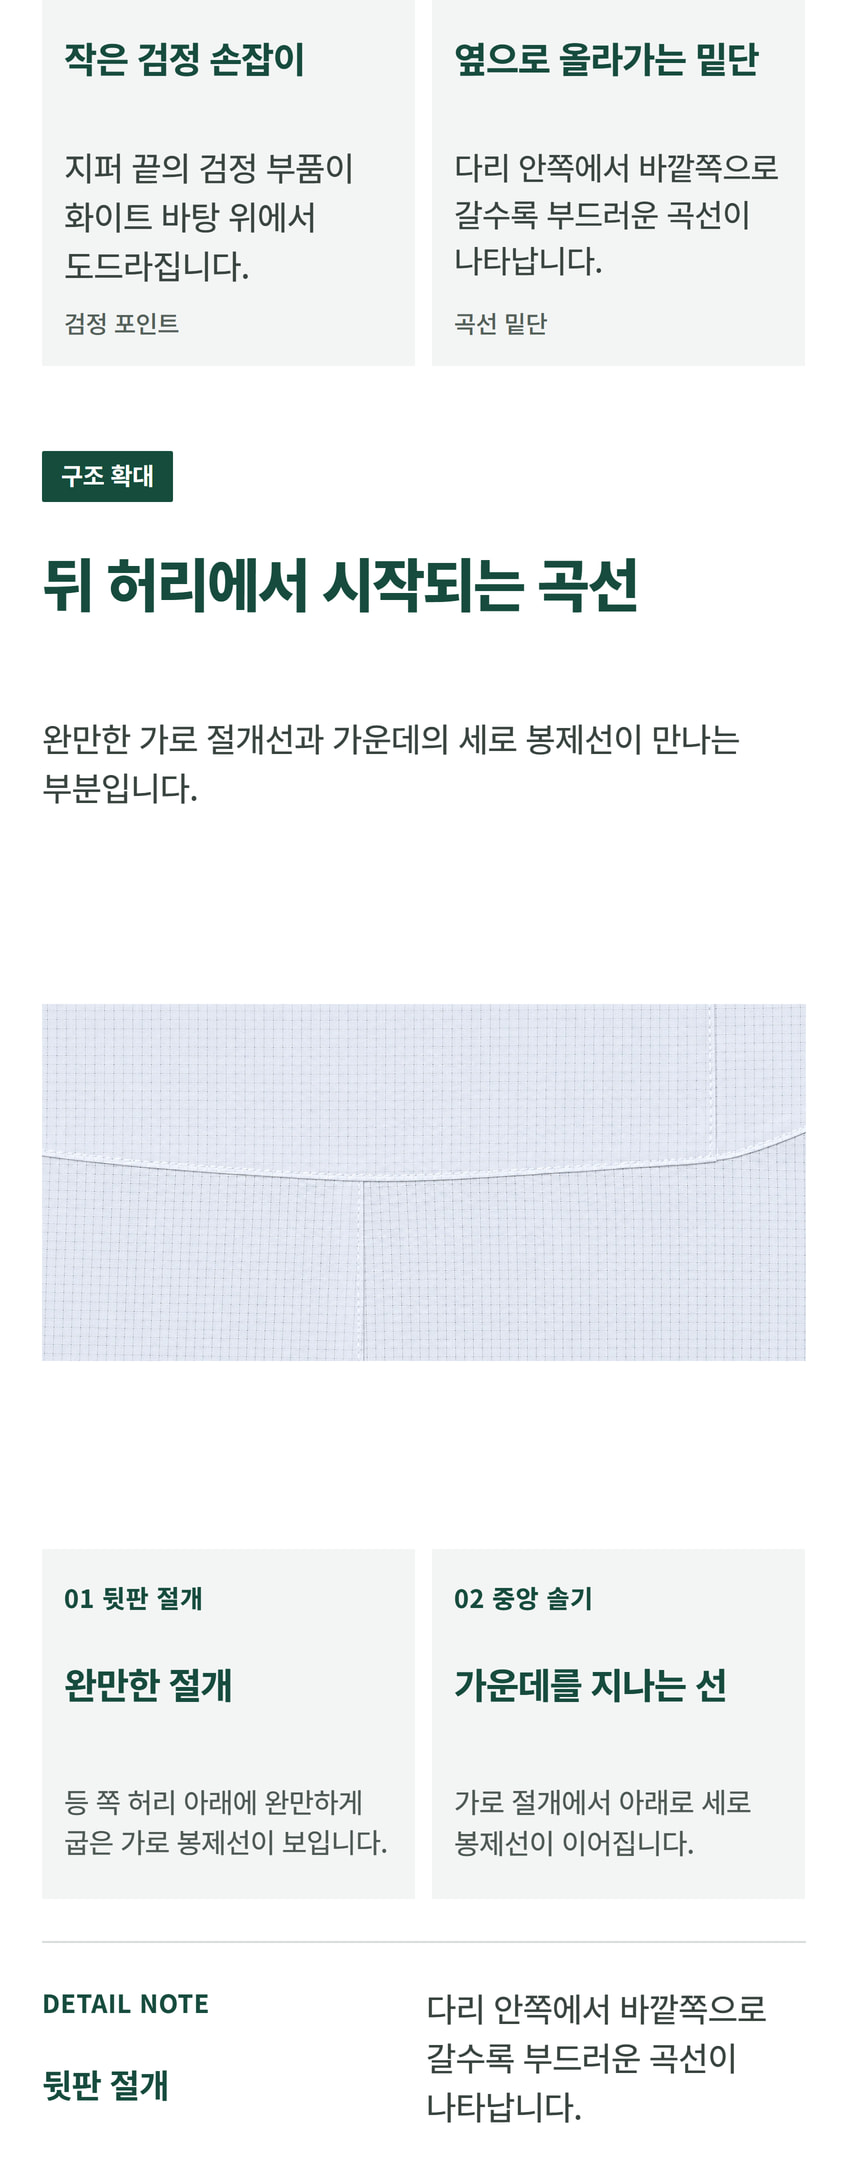 작은 검정 손잡이
지퍼 끝의 검정 부품이
화이트 바탕 위에서
도드라집니다.
검정 포인트
옆으로 올라가는 밑단
다리 안쪽에서 바깥쪽으로
갈수록 부드러운 곡선이
나타납니다.
곡선 밑단
구조 확대
뒤 허리에서 시작되는 곡선
완만한 가로 절개선과 가운데의 세로 봉제선이 만나는
부분입니다.
01 뒷판 절개
완만한 절개
등 쪽 허리 아래에 완만하게
굽은 가로 봉제선이 보입니다.
02 중앙 솔기
가운데를 지나는 선
가로 절개에서 아래로 세로
봉제선이 이어집니다.
DETAIL NOTE
뒷판 절개
다리 안쪽에서 바깥쪽으로
갈수록 부드러운 곡선이
나타납니다.